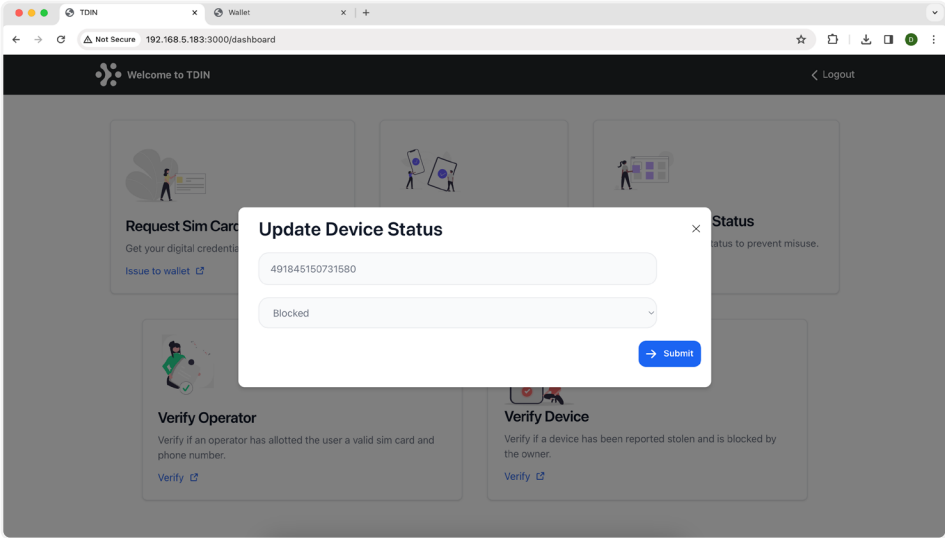 TDIN
Wallet
Not Secure 192.168.5.183:3000/dashboard
D
Welcome to TDIN
Logout
Request Sim Card
Get your digital credentia
Issue to wallet
Status
tatus to prevent misuse.
Update Device Status
491845150731580
Blocked
Submit
Verify Operator
Verify if an operator has allotted the user a valid sim card and
phone number.
Verify
Verify Device
Verify if a device has been reported stolen and is blocked by
the owner.
Verify